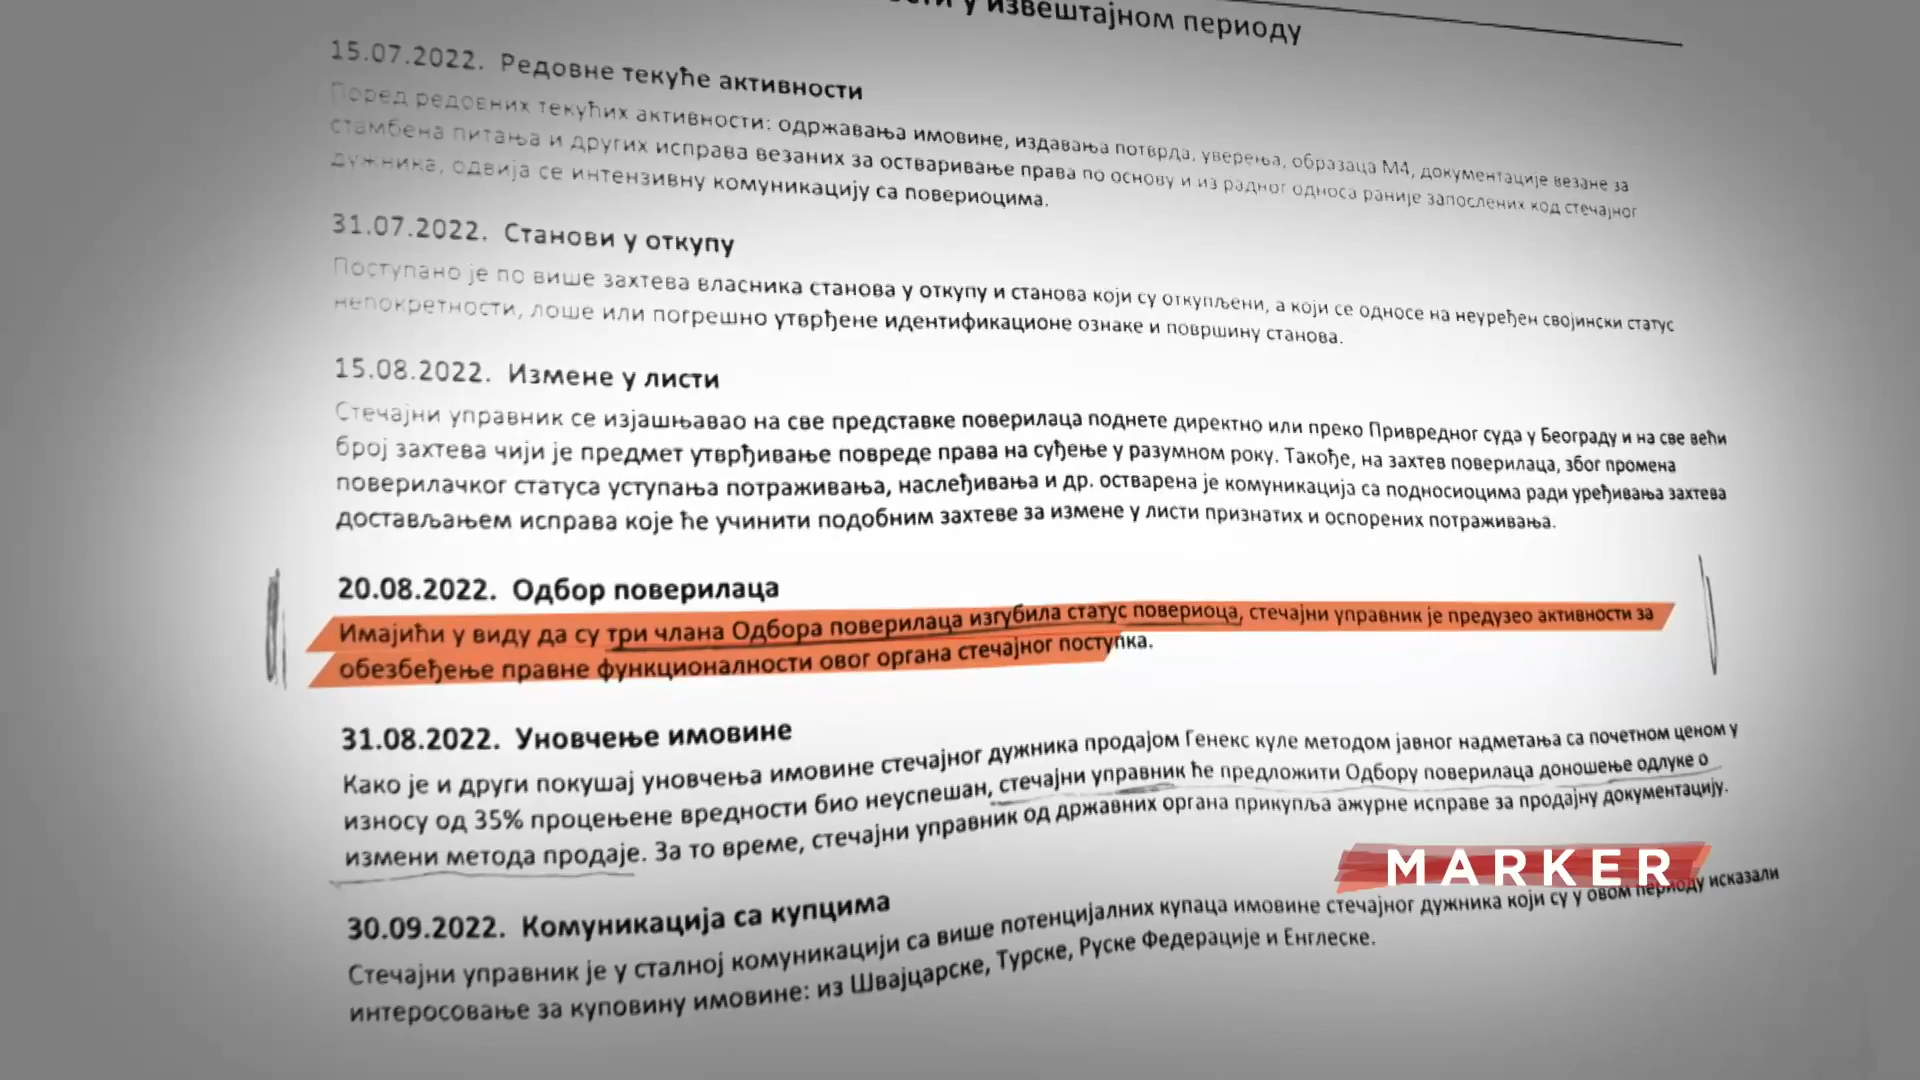 у извештајном периоду
15.07.2022. Редовне текуће активности
Поред редовних текућих активности: одржавања имовине, издавања потврда, уверења, образаца М4, документације везане за
стамбена питања и других исправа везаних за остваривање права по основу и из радног односа раније запослених код стечајног
дужника, одвија се интензивну комуникацију са повериоцима.
31.07.2022. Станови у откупу
Поступано је по више захтева власника станова у откупу и станова који су откупљени, а који се односе на неуређен својински статус
непокретности, лоше или погрешно утврђене идентификационе ознаке и површину станова.
15.08.2022. Измене у листи
Стечајни управник се изјашњавао на све представке поверилаца поднете директно или преко Привредног суда у Београду и на све већи
број захтева чији је предмет утврђивање повреде права на суђење у разумном року. Такође, на захтев поверилаца, због промена
поверилачког статуса уступања потраживања, наслеђивања и др. остварена је комуникација са подносиоцима ради уређивања захтева
достављањем исправа које ће учинити подобним захтеве за измене у листи признатих и оспорених потраживања.
20.08.2022. Одбор поверилаца
Имајићи у виду да су три члана Одбора поверилаца изгубила статус повериоца, стечајни управник је предузео активности за
обезбеђење правне функционалности овог органа стечајног поступка.
31.08.2022. Уновчење имовине
Како је и други покушај уновчења имовине стечајног дужника продајом Генекс куле методом јавног надметања са почетном ценом у
износу од 35% процењене вредности био неуспешан, стечајни управник ће предложити Одбору поверилаца доношење одлуке о
измени метода продаје. За то време, стечајни управник од државних органа прикупља ажурне исправе за продајну документацију.
MARKER
30.09.2022. Комуникација са купцима
Стечајни управник је у сталној комуникацији са више потенцијалних купаца имовине стечајног дужника који су у овом периоду исказали
интеросовање за куповину имовине: из Швајцарске, Турске, Руске Федерације и Енглеске.